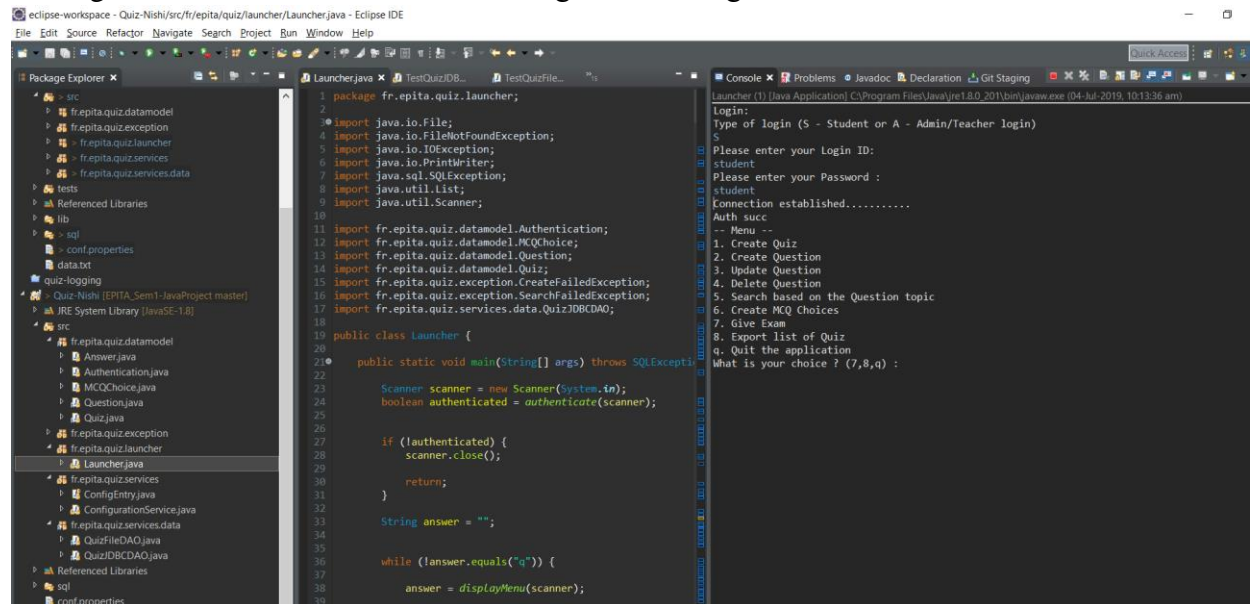 eclipse-workspace - Quiz-Nishi/src/fr/epita/quiz/launcher/Launcher.java - Eclipse IDE
File Edit Source Refactor Navigate Search Project Run Window Help
Quick Access
Package Explorer
> src
fr.epita.quiz.datamodel
fr.epita.quiz.exception
> fr.epita.quiz.launcher
> fr.epita.quiz.services
> fr.epita.quiz.services.data
tests
Referenced Libraries
lib
> sql
> conf.properties
data.txt
quiz-logging
> Quiz-Nishi [EPITA_Sem1-JavaProject master]
JRE System Library [JavaSE-1.8]
src
fr.epita.quiz.datamodel
Answer.java
Authentication.java
MCQChoice.java
Question.java
Quiz.java
fr.epita.quiz.exception
fr.epita.quiz.launcher
Launcher.java
fr.epita.quiz.services
ConfigEntry.java
ConfigurationService.java
fr.epita.quiz.services.data
QuizFileDAO.java
QuizJDBCDAO.java
Referenced Libraries
sql
conf.properties
Launcher.java TestQuizJDB... TestQuizFile... »15
1 package fr.epita.quiz.launcher;
2
3 import java.io.File;
4 import java.io.FileNotFoundException;
5 import java.io.IOException;
6 import java.io.PrintWriter;
7 import java.sql.SQLException;
8 import java.util.List;
9 import java.util.Scanner;
10
11 import fr.epita.quiz.datamodel.Authentication;
12 import fr.epita.quiz.datamodel.MCQChoice;
13 import fr.epita.quiz.datamodel.Question;
14 import fr.epita.quiz.datamodel.Quiz;
15 import fr.epita.quiz.exception.CreateFailedException;
16 import fr.epita.quiz.exception.SearchFailedException;
17 import fr.epita.quiz.services.data.QuizJDBCDAO;
18
19 public class Launcher {
20
21 public static void main(String[] args) throws SQLExcepti
22
23 Scanner scanner = new Scanner(System.in);
24 boolean authenticated = authenticate(scanner);
25
26
27 if (!authenticated) {
28 scanner.close();
29
30 return;
31 }
32
33 String answer = "";
34
35
36 while (!answer.equals("q")) {
37
38 answer = displayMenu(scanner);
39
Console Problems Javadoc Declaration Git Staging
Launcher (1) [Java Application] C:\Program Files\Java\jre1.8.0_201\bin\javaw.exe (04-Jul-2019, 10:13:36 am)
Login:
Type of login (S - Student or A - Admin/Teacher login)
S
Please enter your Login ID:
student
Please enter your Password :
student
Connection established...........
Auth succ
-- Menu --
1. Create Quiz
2. Create Question
3. Update Question
4. Delete Question
5. Search based on the Question topic
6. Create MCQ Choices
7. Give Exam
8. Export list of Quiz
q. Quit the application
What is your choice ? (7,8,q) :